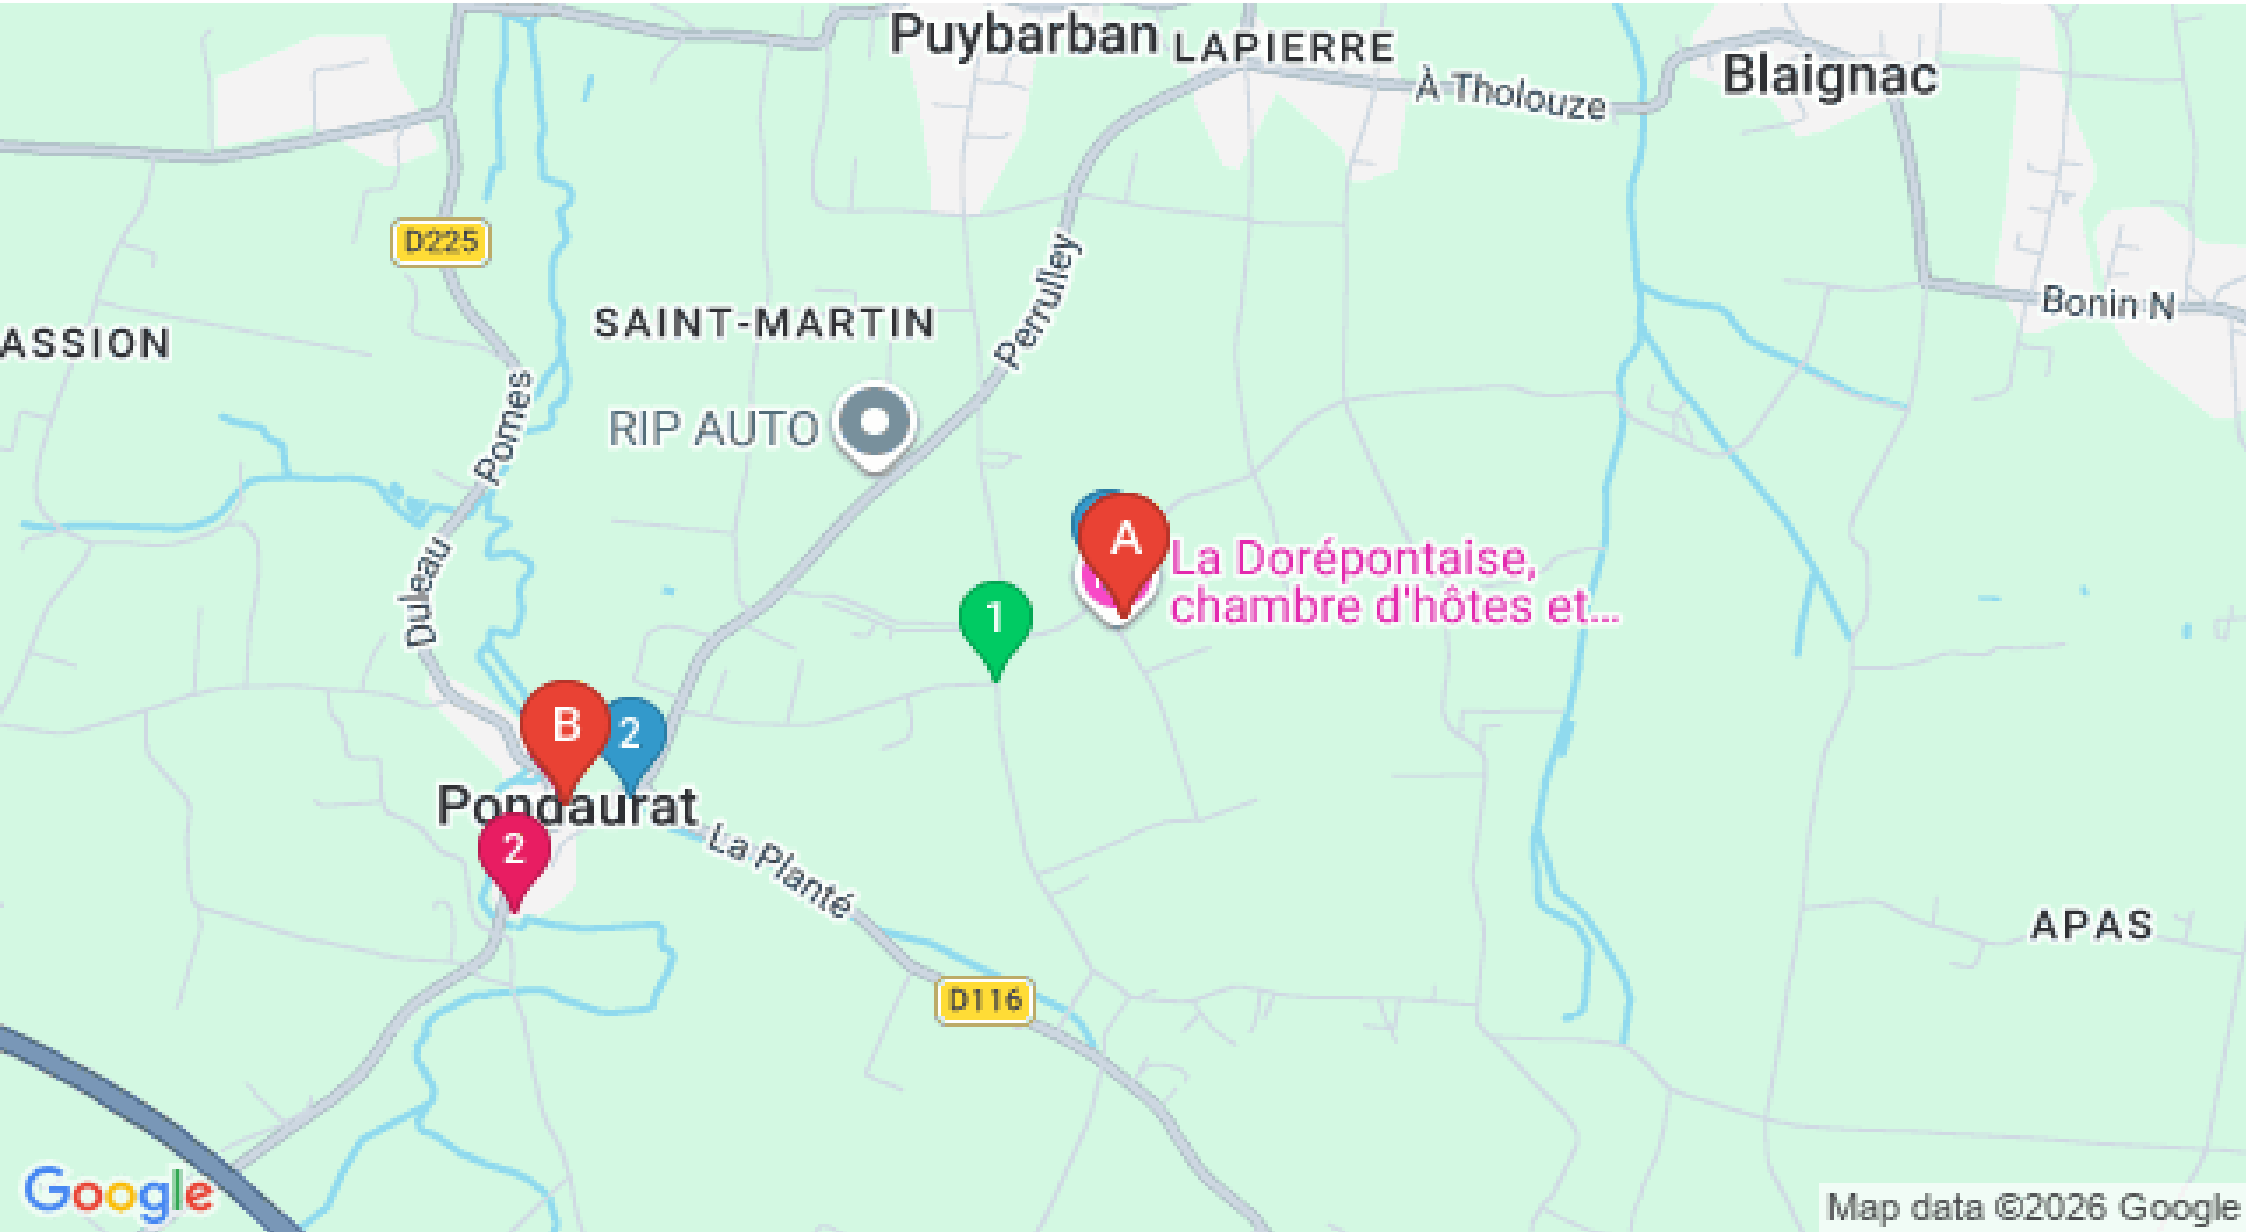 Puybarban
LAPIERRE
À Tholouze
Blaignac
D225
Perrulley
Bonin N
SAINT-MARTIN
ASSION
Pomes
RIP AUTO
A
La Dorépontaise,
chambre d'hôtes et...
Duleau
1
B
2
Pondaurat
2
La Planté
APAS
D116
Google
Map data ©2026 Google